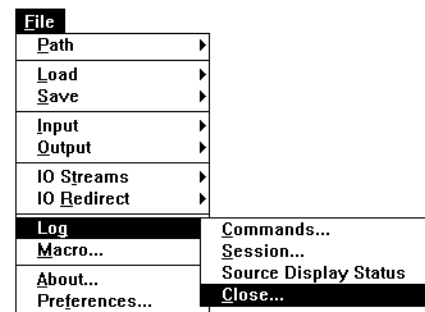 File
Path
Load
Save
Input
Output
IO Streams
IO Redirect
Log
Commands...
Macro...
Session...
Source Display Status
About...
Close...
Preferences...